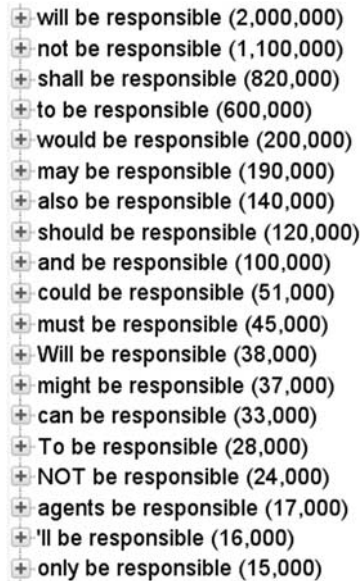 will be responsible (2,000,000)
not be responsible (1,100,000)
shall be responsible (820,000)
to be responsible (600,000)
would be responsible (200,000)
may be responsible (190,000)
also be responsible (140,000)
should be responsible (120,000)
and be responsible (100,000)
could be responsible (51,000)
must be responsible (45,000)
Will be responsible (38,000)
might be responsible (37,000)
can be responsible (33,000)
To be responsible (28,000)
NOT be responsible (24,000)
agents be responsible (17,000)
'll be responsible (16,000)
only be responsible (15,000)